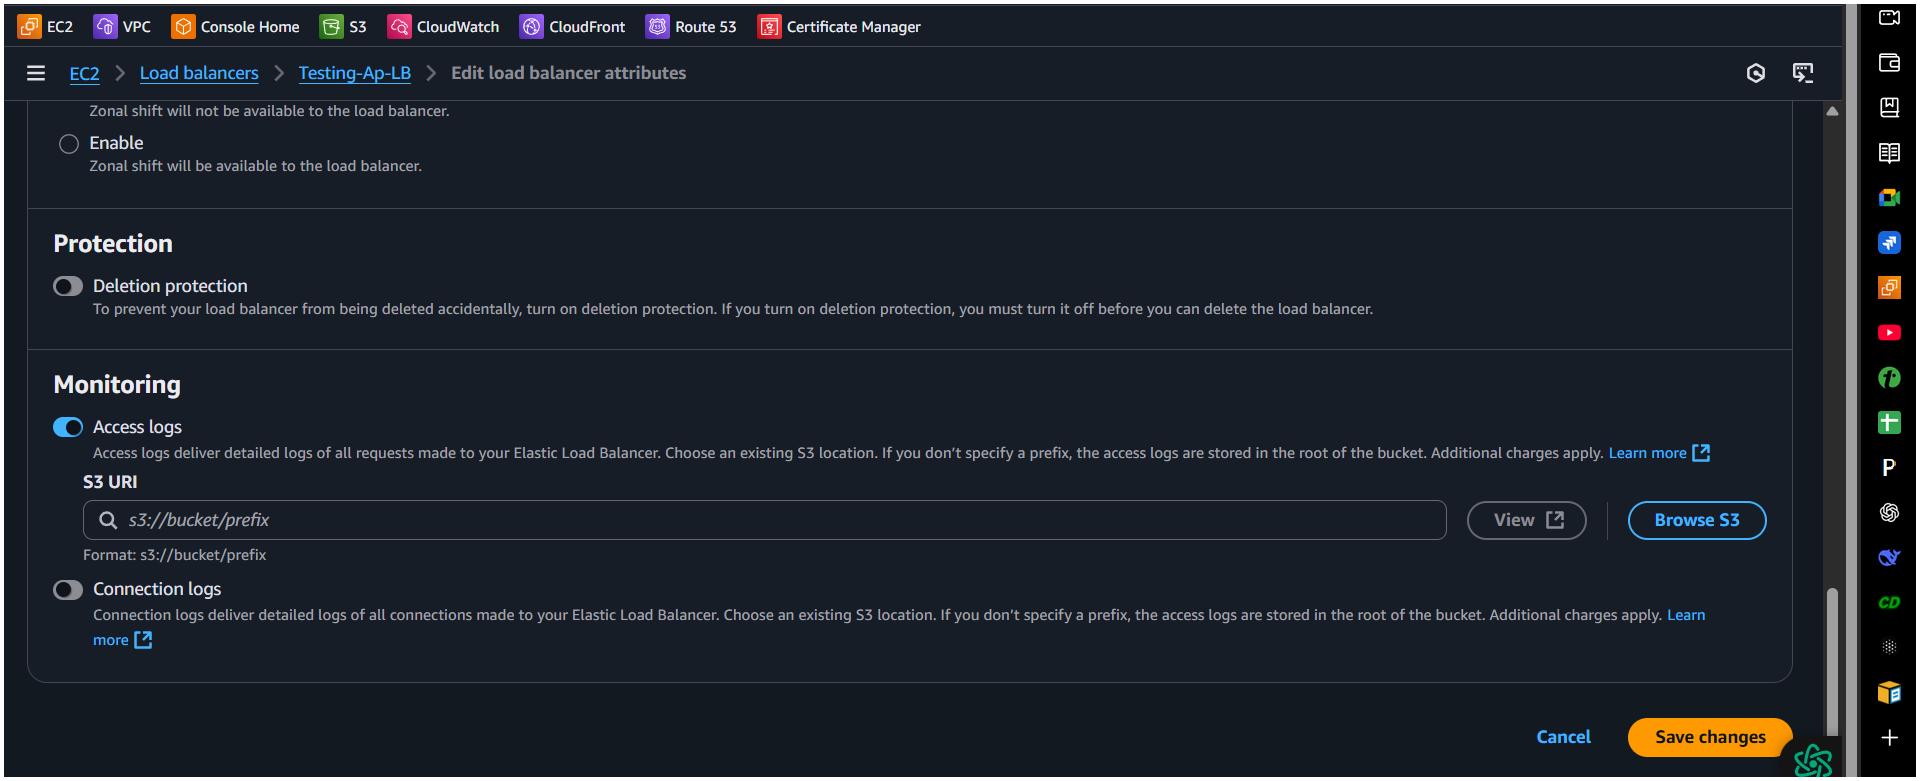 EC2 VPC Console Home S3 CloudWatch CloudFront Route 53 Certificate Manager
EC2 Load balancers Testing-Ap-LB Edit load balancer attributes
Zonal shift will not be available to the load balancer.
Enable
Zonal shift will be available to the load balancer.
Protection
Deletion protection
To prevent your load balancer from being deleted accidentally, turn on deletion protection. If you turn on deletion protection, you must turn it off before you can delete the load balancer.
Monitoring
Access logs
Access logs deliver detailed logs of all requests made to your Elastic Load Balancer. Choose an existing S3 location. If you don’t specify a prefix, the access logs are stored in the root of the bucket. Additional charges apply. Learn more
S3 URI
s3://bucket/prefix View Browse S3
Format: s3://bucket/prefix
Connection logs
Connection logs deliver detailed logs of all connections made to your Elastic Load Balancer. Choose an existing S3 location. If you don’t specify a prefix, the access logs are stored in the root of the bucket. Additional charges apply. Learn
more
Cancel Save changes
P
CD